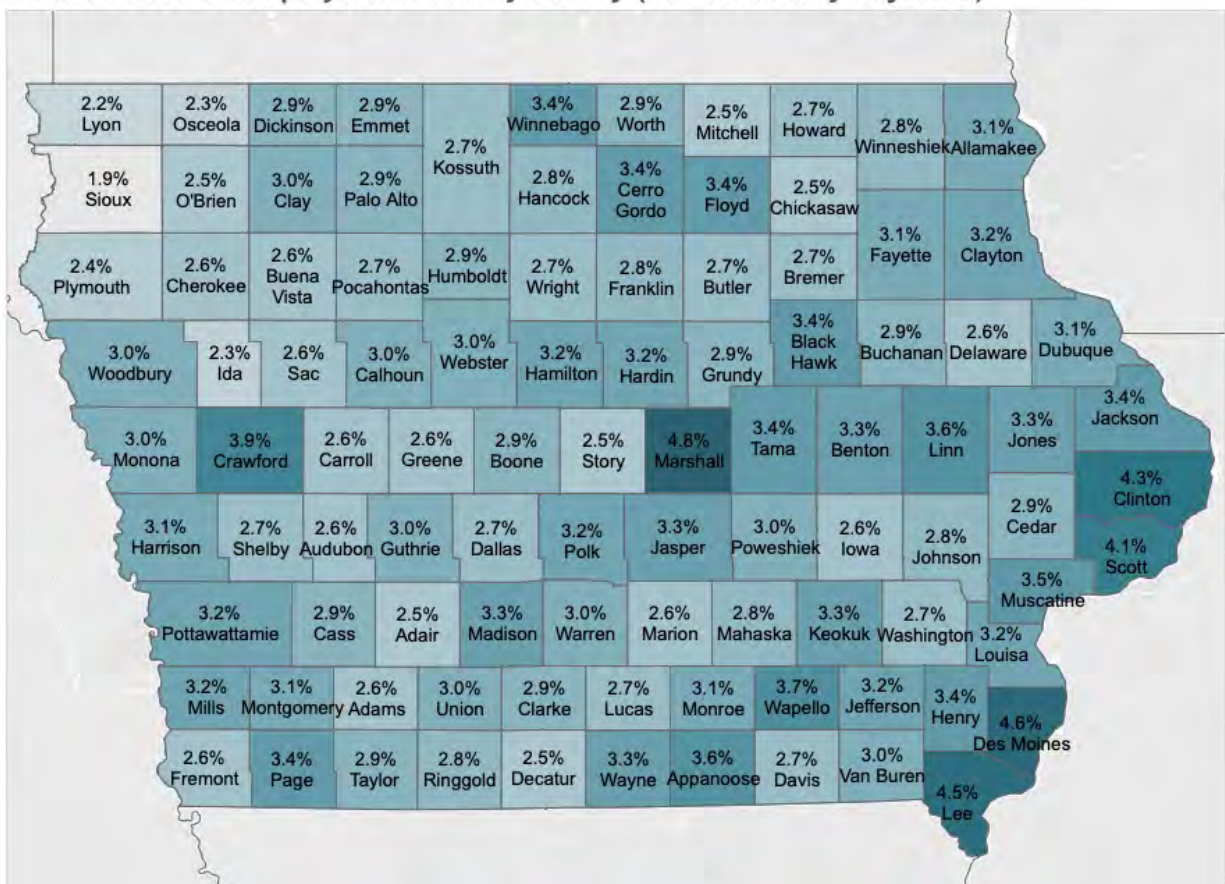 2.2%
Lyon
2.3%
Osceola
2.9%
Dickinson
2.9%
Emmet
2.7%
Kossuth
3.4%
Winnebago
2.9%
Worth
2.5%
Mitchell
2.7%
Howard
2.8%
Winneshiek
3.1%
Allamakee
1.9%
Sioux
2.5%
O'Brien
3.0%
Clay
2.9%
Palo Alto
2.8%
Hancock
3.4%
Cerro
Gordo
3.4%
Floyd
2.5%
Chickasaw
3.1%
Fayette
3.2%
Clayton
2.4%
Plymouth
2.6%
Cherokee
2.6%
Buena
Vista
2.7%
Pocahontas
2.9%
Humboldt
2.7%
Wright
2.8%
Franklin
2.7%
Butler
2.7%
Bremer
3.0%
Woodbury
2.3%
Ida
2.6%
Sac
3.0%
Calhoun
3.0%
Webster
3.2%
Hamilton
3.2%
Hardin
2.9%
Grundy
3.4%
Black
Hawk
2.9%
Buchanan
2.6%
Delaware
3.1%
Dubuque
3.0%
Monona
3.9%
Crawford
2.6%
Carroll
2.6%
Greene
2.9%
Boone
2.5%
Story
4.8%
Marshall
3.4%
Tama
3.3%
Benton
3.6%
Linn
3.3%
Jones
3.4%
Jackson
4.3%
Clinton
3.1%
Harrison
2.7%
Shelby
2.6%
Audubon
3.0%
Guthrie
2.7%
Dallas
3.2%
Polk
3.3%
Jasper
3.0%
Poweshiek
2.6%
Iowa
2.8%
Johnson
2.9%
Cedar
4.1%
Scott
3.5%
Muscatine
3.2%
Pottawattamie
2.9%
Cass
2.5%
Adair
3.3%
Madison
3.0%
Warren
2.6%
Marion
2.8%
Mahaska
3.3%
Keokuk
2.7%
Washington
3.2%
Louisa
3.2%
Mills
3.1%
Montgomery
2.6%
Adams
3.0%
Union
2.9%
Clarke
2.7%
Lucas
3.1%
Monroe
3.7%
Wapello
3.2%
Jefferson
3.4%
Henry
4.6%
Des Moines
2.6%
Fremont
3.4%
Page
2.9%
Taylor
2.8%
Ringgold
2.5%
Decatur
3.3%
Wayne
3.6%
Appanoose
2.7%
Davis
3.0%
Van Buren
4.5%
Lee